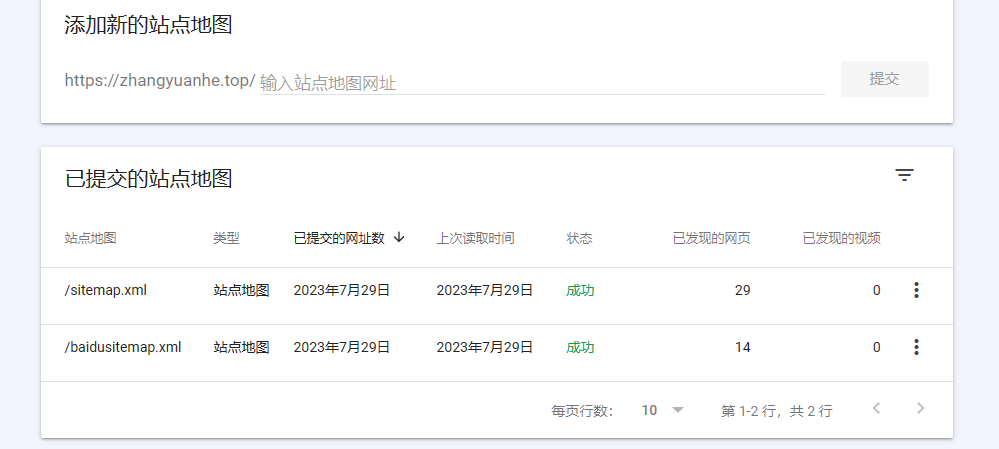 添加新的站点地图
https://zhangyuanhe.top/ 输入站点地图网址 提交
已提交的站点地图
站点地图 类型 已提交的网址数 上次读取时间 状态 已发现的网页 已发现的视频
/sitemap.xml 站点地图 2023年7月29日 2023年7月29日 成功 29 0
/baidusitemap.xml 站点地图 2023年7月29日 2023年7月29日 成功 14 0
每页行数: 10 第 1-2 行，共 2 行